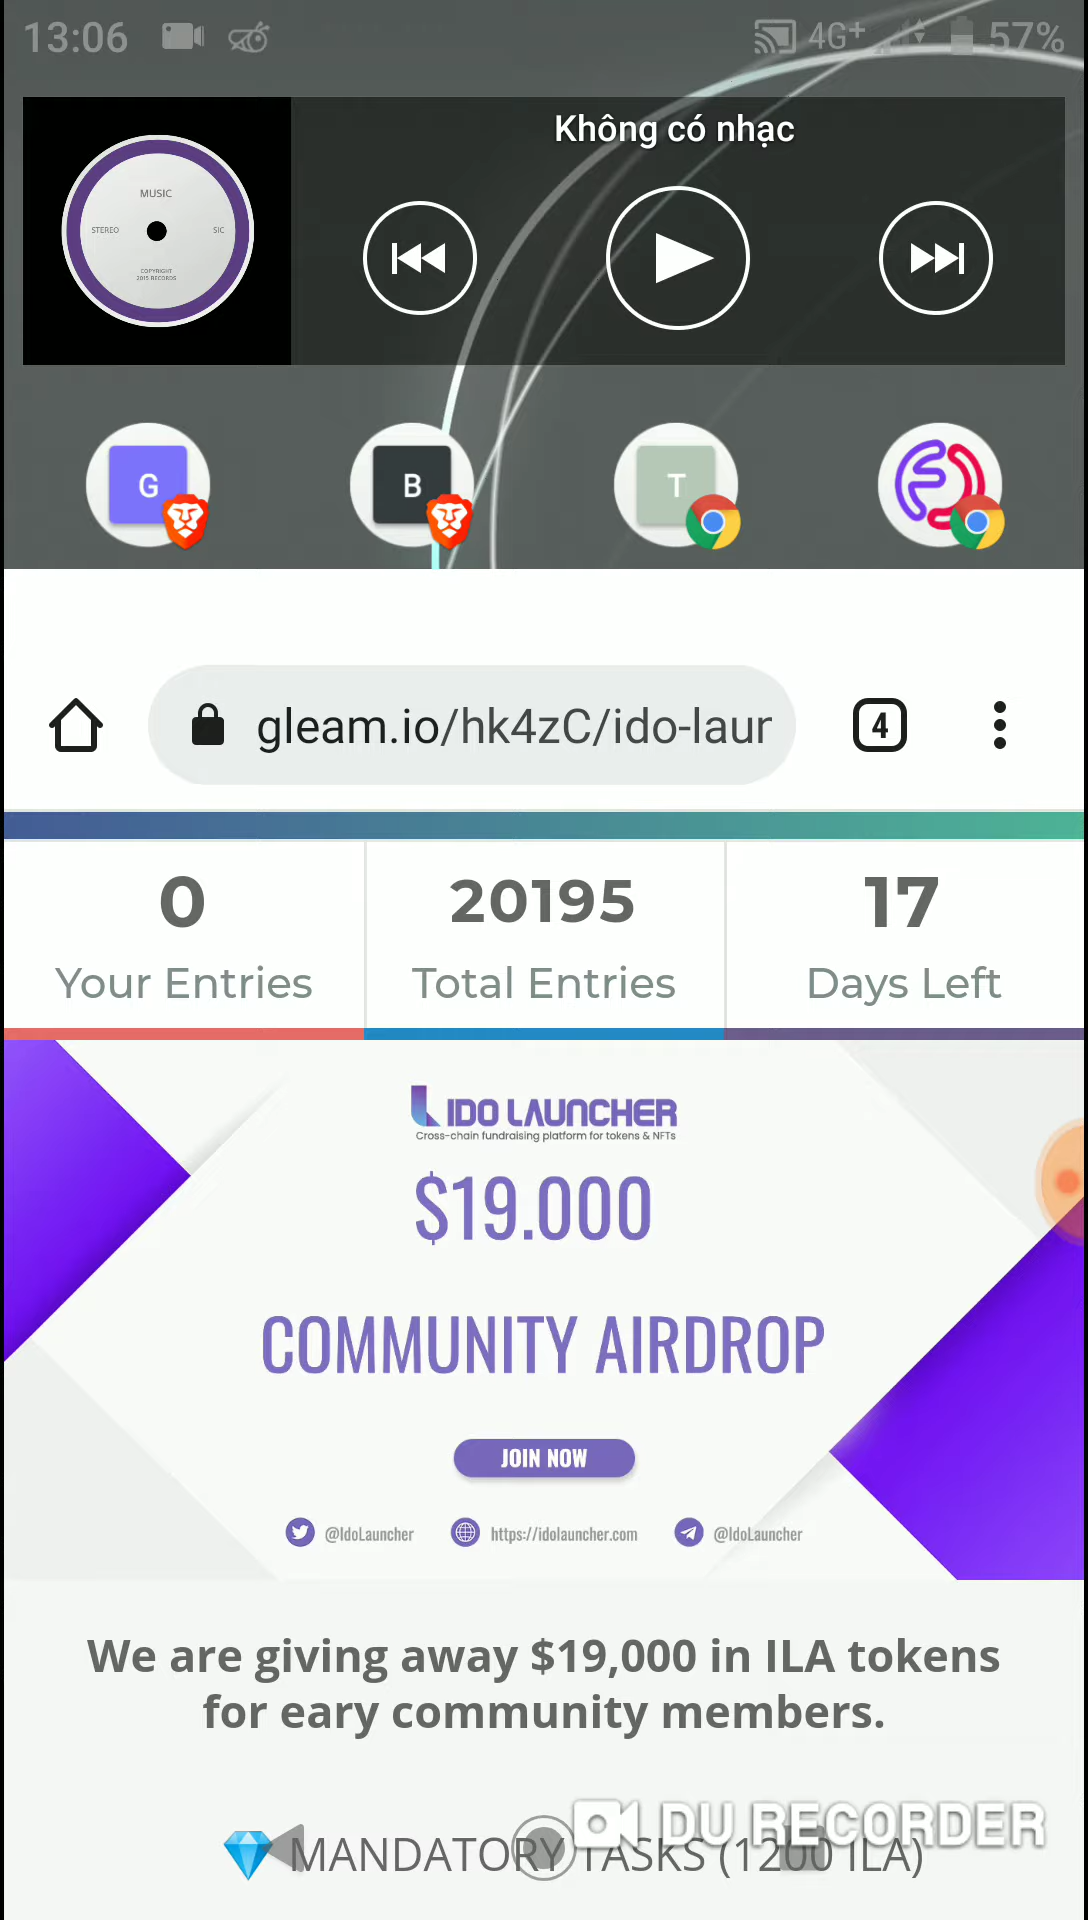 13:06 4G+ 57%
Không có nhạc
MUSIC
STEREO SIC
COPYRIGHT
2015 RECORDS
G B T
gleam.io/hk4zC/ido-laur
4
0 20195 17
Your Entries Total Entries Days Left
IDO LAUNCHER
Cross-chain fundraising platform for tokens & NFTs
$19.000
COMMUNITY AIRDROP
JOIN NOW
@IdoLauncher https://idolauncher.com @IdoLauncher
We are giving away $19,000 in ILA tokens
for eary community members.
DU RECORDER
MANDATORY TASKS (1200 ILA)